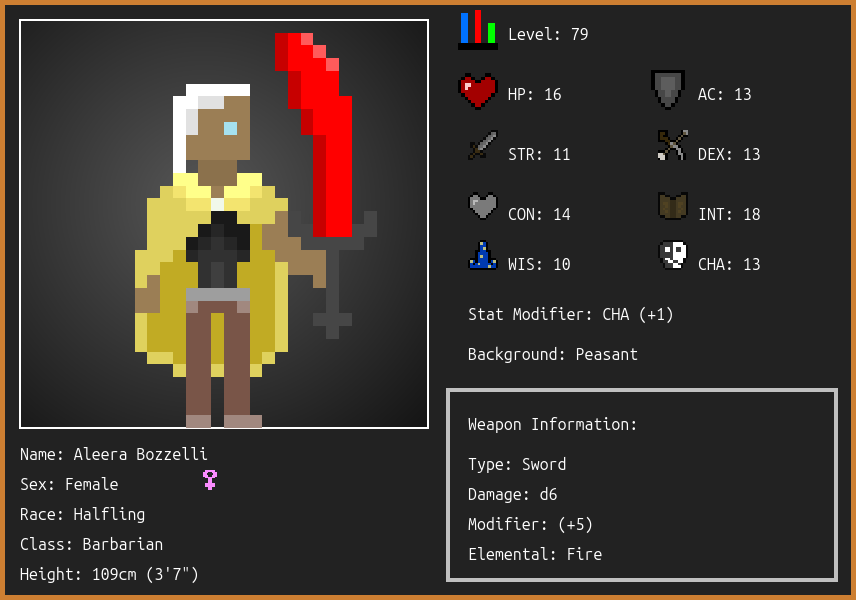 Level: 79
HP: 16
AC: 13
STR: 11
DEX: 13
CON: 14
INT: 18
WIS: 10
CHA: 13
Stat Modifier: CHA (+1)
Background: Peasant
Weapon Information:
Type: Sword
Damage: d6
Modifier: (+5)
Elemental: Fire
Name: Aleera Bozzelli
Sex: Female
Race: Halfling
Class: Barbarian
Height: 109cm (3'7")